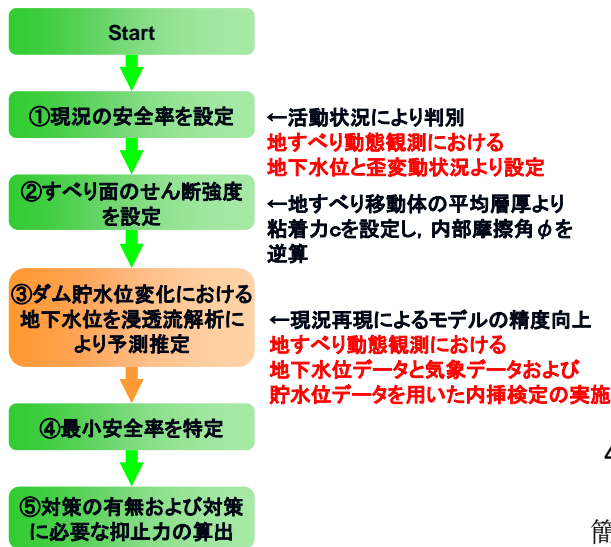 Start
①現況の安全率を設定
←活動状況により判別
地すべり動態観測における
地下水位と歪変動状況より設定
②すべり面のせん断強度
を設定
←地すべり移動体の平均層厚より
粘着力cを設定し，内部摩擦角φを
逆算
③ダム貯水位変化における
地下水位を浸透流解析に
より予測推定
←現況再現によるモデルの精度向上
地すべり動態観測における
地下水位データと気象データおよび
貯水位データを用いた内挿検定の実施
④最小安全率を特定
⑤対策の有無および対策
に必要な抑止力の算出
簡